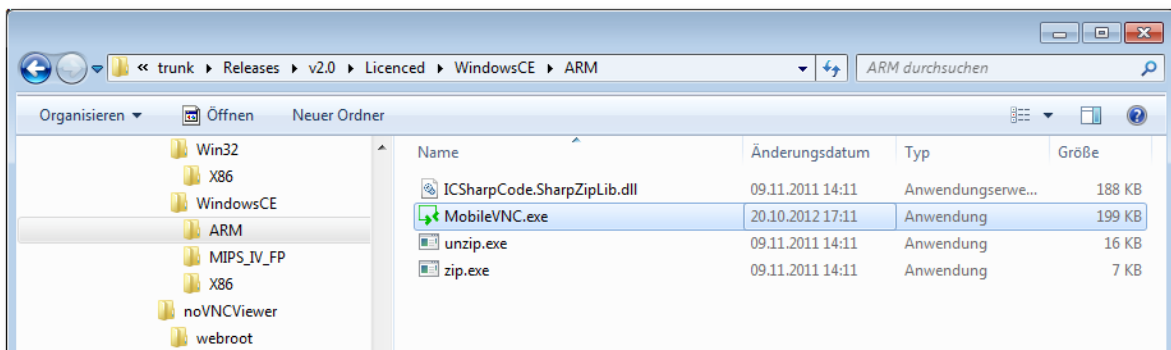 « trunk ▸ Releases ▸ v2.0 ▸ Licenced ▸ WindowsCE ▸ ARM
ARM durchsuchen
Organisieren Öffnen Neuer Ordner
Win32
X86
WindowsCE
ARM
MIPS_IV_FP
X86
noVNCViewer
webroot
Name Änderungsdatum Typ Größe
ICSharpCode.SharpZipLib.dll 09.11.2011 14:11 Anwendungserwe... 188 KB
MobileVNC.exe 20.10.2012 17:11 Anwendung 199 KB
unzip.exe 09.11.2011 14:11 Anwendung 16 KB
zip.exe 09.11.2011 14:11 Anwendung 7 KB